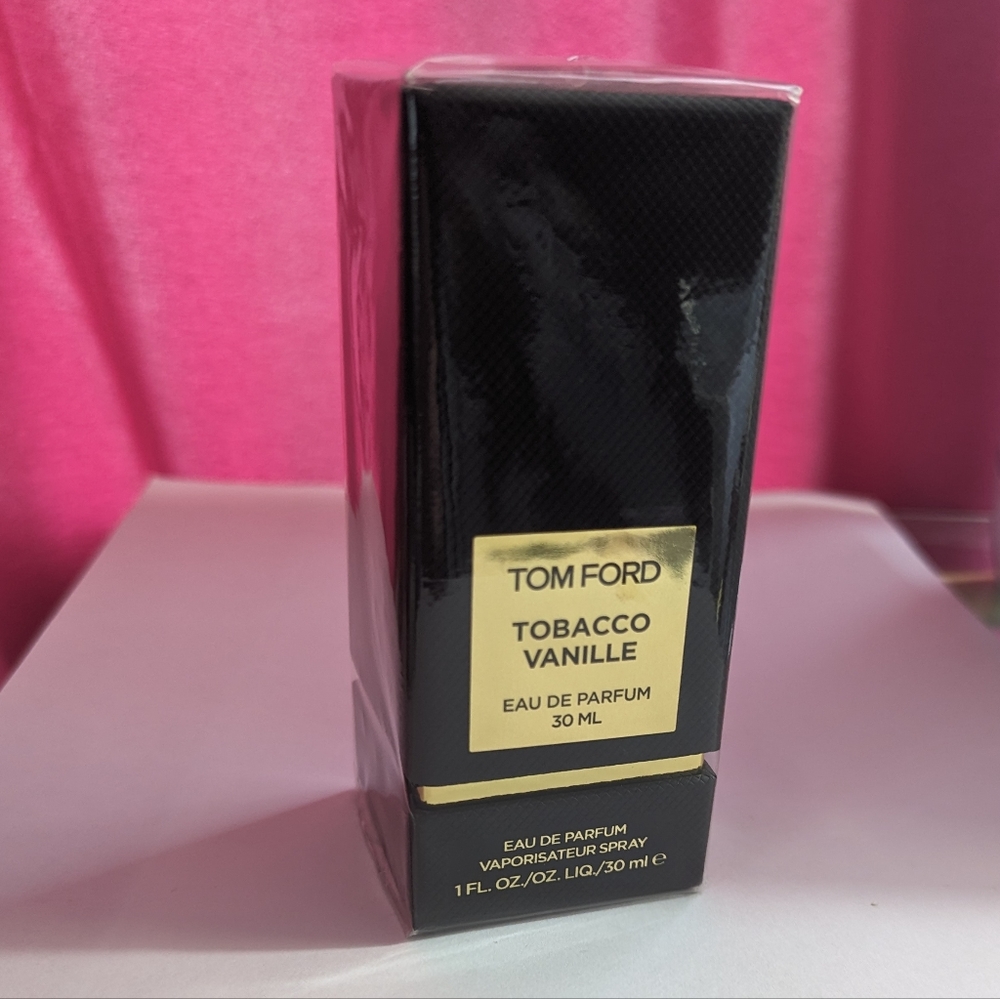 TOM FORD
TOBACCO
VANILLE
EAU DE PARFUM
30 ML
EAU DE PARFUM
VAPORISATEUR SPRAY
1 FL. OZ./OZ. LIQ./30 ml ℮